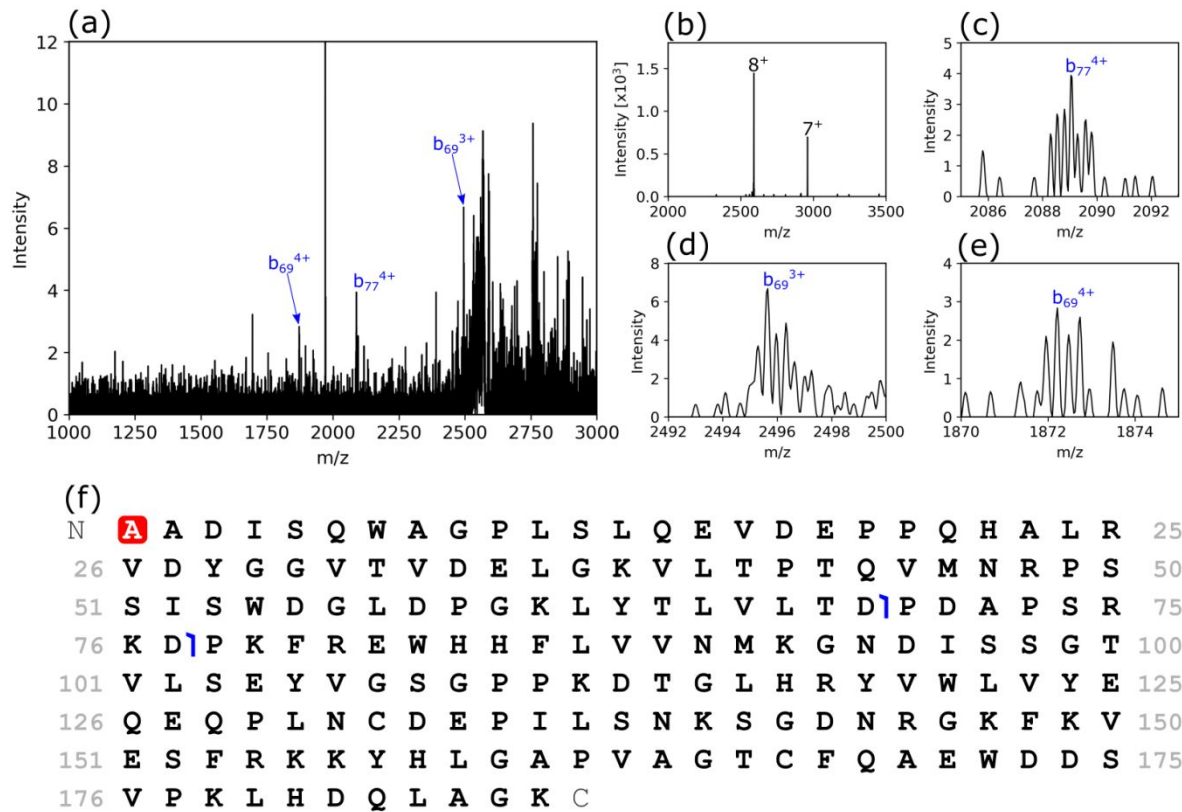 (a)
12
10
8
6
4
2
0
Intensity
b69^3+
b69^4+
b77^4+
1000 1250 1500 1750 2000 2250 2500 2750 3000
m/z
(b)
1.5
1.0
0.5
0.0
Intensity [x10^3]
8+
7+
2000 2500 3000 3500
m/z
(c)
5
4
3
2
1
0
Intensity
b77^4+
2086 2088 2090 2092
m/z
(d)
8
6
4
2
0
Intensity
b69^3+
2492 2494 2496 2498 2500
m/z
(e)
4
3
2
1
0
Intensity
b69^4+
1870 1872 1874
m/z
(f)
N A A D I S Q W A G P L S L Q E V D E P P Q H A L R 25
26 V D Y G G V T V D E L G K V L T P T Q V M N R P S 50
51 S I S W D G L D P G K L Y T L V L T D P D A P S R 75
76 K D P K F R E W H H F L V V N M K G N D I S S G T 100
101 V L S E Y V G S G P P K D T G L H R Y V W L V Y E 125
126 Q E Q P L N C D E P I L S N K S G D N R G K F K V 150
151 E S F R K K Y H L G A P V A G T C F Q A E W D D S 175
176 V P K L H D Q L A G K C